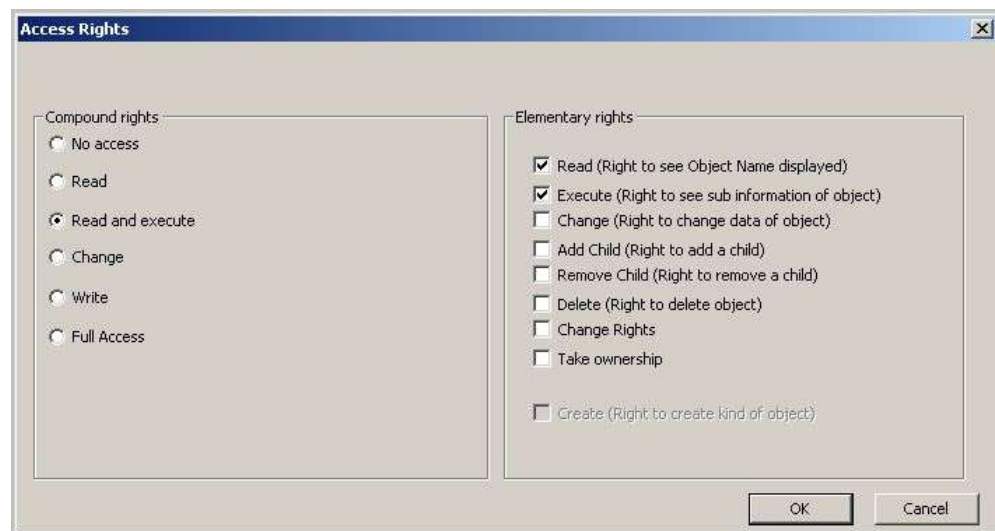 Access Rights
Compound rights
No access
Read
Read and execute
Change
Write
Full Access
Elementary rights
Read (Right to see Object Name displayed)
Execute (Right to see sub information of object)
Change (Right to change data of object)
Add Child (Right to add a child)
Remove Child (Right to remove a child)
Delete (Right to delete object)
Change Rights
Take ownership
Create (Right to create kind of object)
OK
Cancel